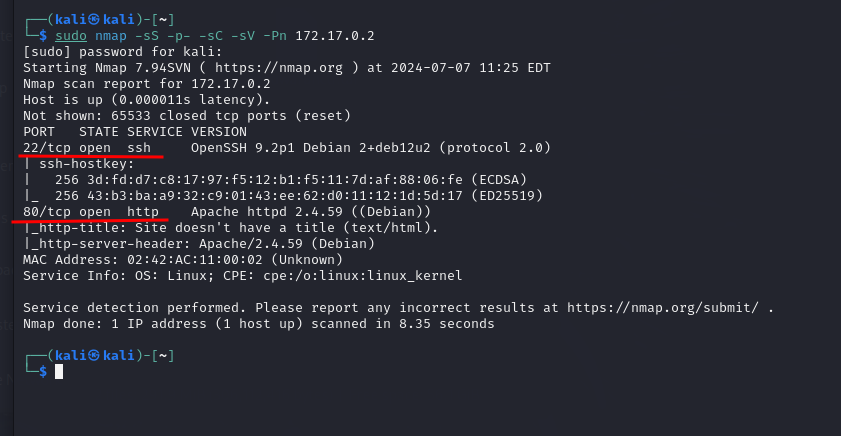 ┌──(kali㉿kali)-[~]
└─$ sudo nmap -sS -p- -sC -sV -Pn 172.17.0.2
[sudo] password for kali:
Starting Nmap 7.94SVN ( https://nmap.org ) at 2024-07-07 11:25 EDT
Nmap scan report for 172.17.0.2
Host is up (0.000011s latency).
Not shown: 65533 closed tcp ports (reset)
PORT   STATE SERVICE VERSION
22/tcp open  ssh     OpenSSH 9.2p1 Debian 2+deb12u2 (protocol 2.0)
| ssh-hostkey:
|   256 3d:fd:d7:c8:17:97:f5:12:b1:f5:11:7d:af:88:06:fe (ECDSA)
|_  256 43:b3:ba:a9:32:c9:01:43:ee:62:d0:11:12:1d:5d:17 (ED25519)
80/tcp open  http    Apache httpd 2.4.59 ((Debian))
|_http-title: Site doesn't have a title (text/html).
|_http-server-header: Apache/2.4.59 (Debian)
MAC Address: 02:42:AC:11:00:02 (Unknown)
Service Info: OS: Linux; CPE: cpe:/o:linux:linux_kernel
Service detection performed. Please report any incorrect results at https://nmap.org/submit/ .
Nmap done: 1 IP address (1 host up) scanned in 8.35 seconds
┌──(kali㉿kali)-[~]
└─$